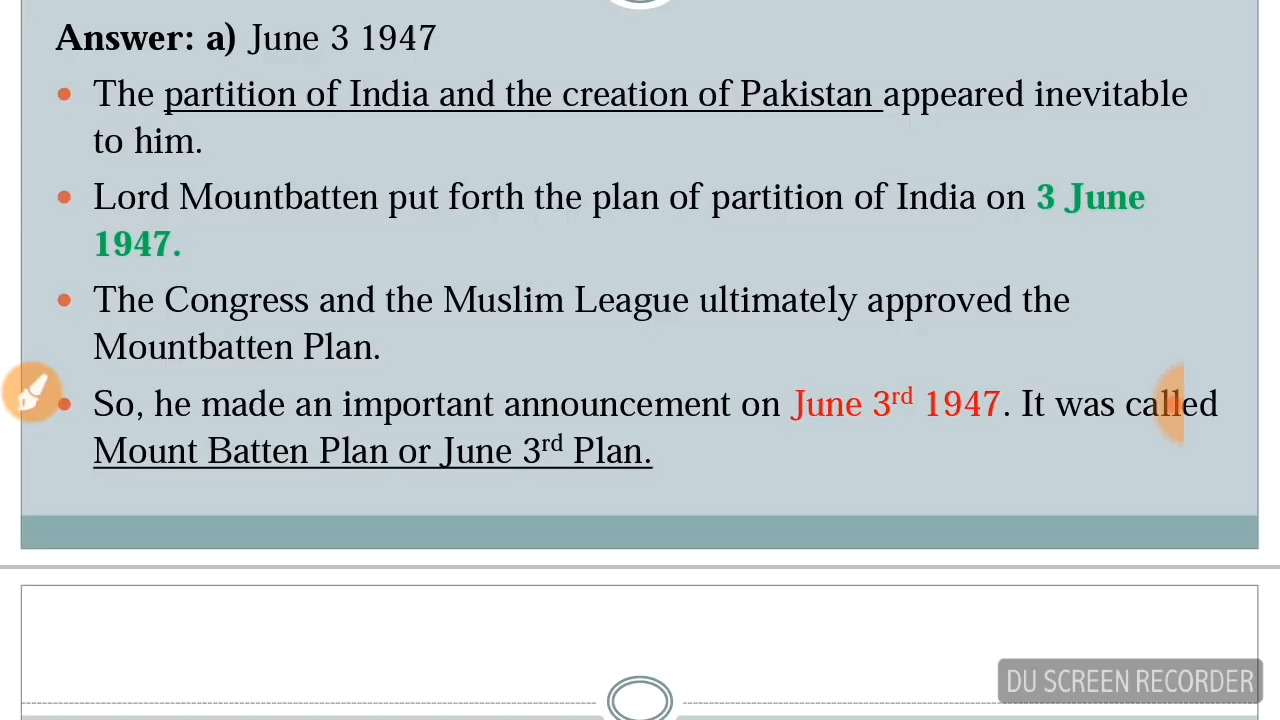 Answer: a) June 3 1947
The partition of India and the creation of Pakistan appeared inevitable
to him.
Lord Mountbatten put forth the plan of partition of India on 3 June
1947.
The Congress and the Muslim League ultimately approved the
Mountbatten Plan.
So, he made an important announcement on June 3rd 1947. It was called
Mount Batten Plan or June 3rd Plan.
DU SCREEN RECORDER